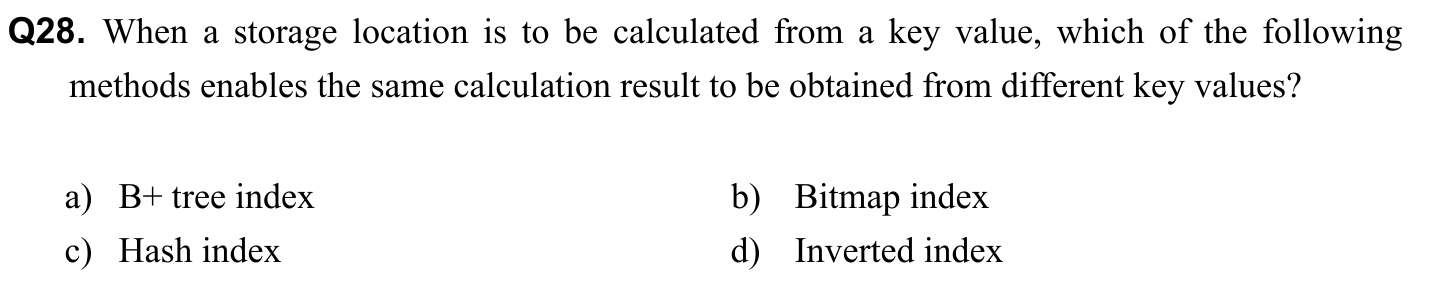 Q28. When a storage location is to be calculated from a key value, which of the following
methods enables the same calculation result to be obtained from different key values?
a) B+ tree index b) Bitmap index
c) Hash index d) Inverted index